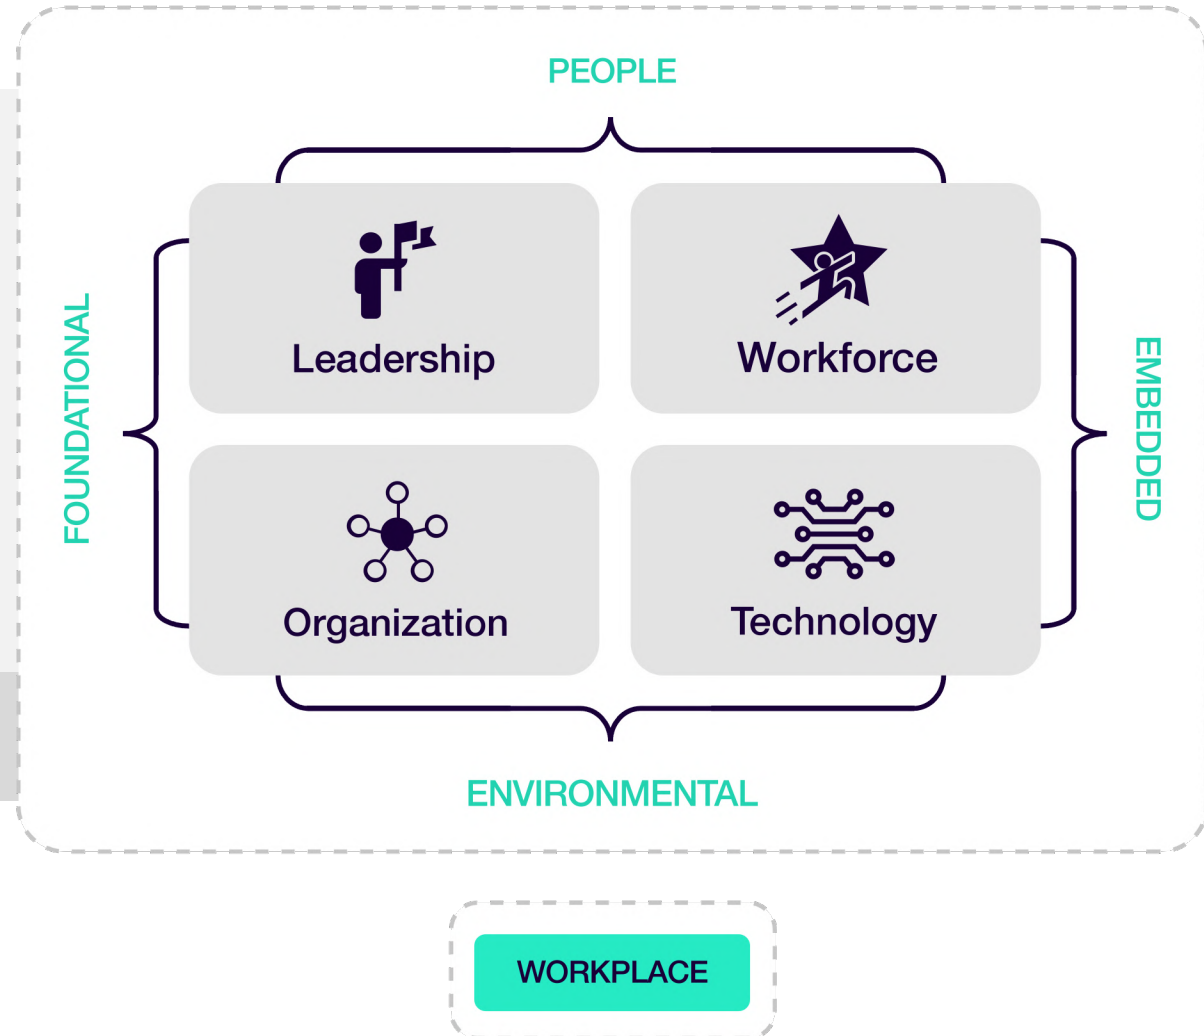 PEOPLE
FOUNDATIONAL
Leadership
Workforce
EMBEDDED
Organization
Technology
ENVIRONMENTAL
WORKPLACE